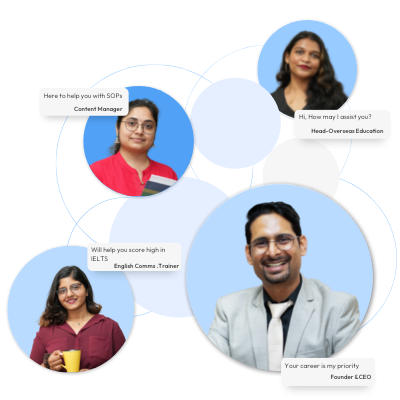 Here to help you with SOPs
Content Manager
Hi, How may I assist you?
Head-Overseas Education
Will help you score high in
IELTS
English Comms .Trainer
Your career is my priority
Founder &CEO